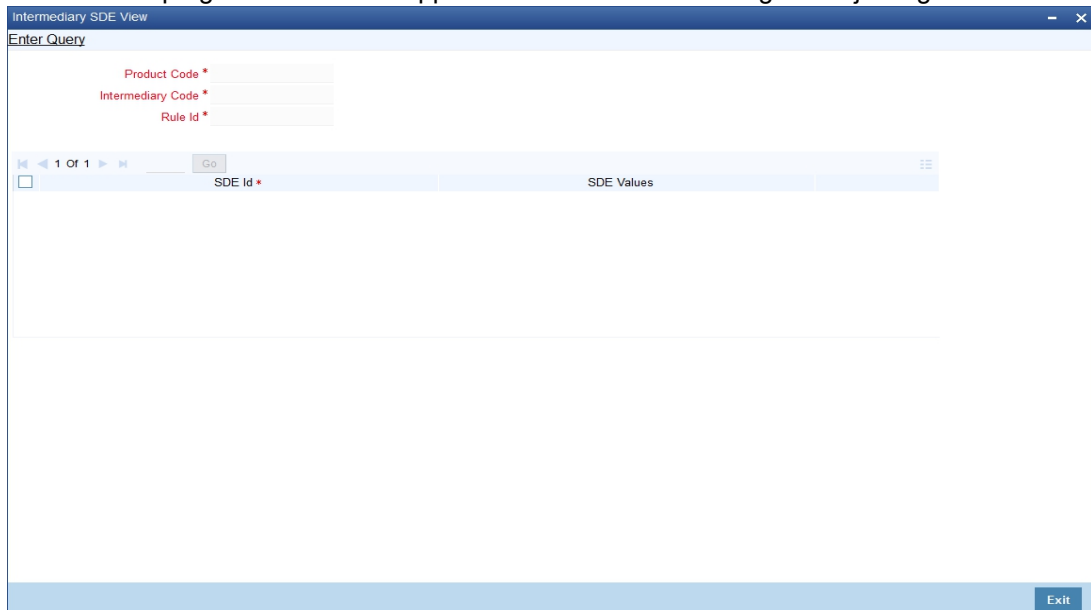 Intermediary SDE View
Enter Query
Product Code *
Intermediary Code *
Rule Id *
1 Of 1 Go
SDE Id * SDE Values
Exit